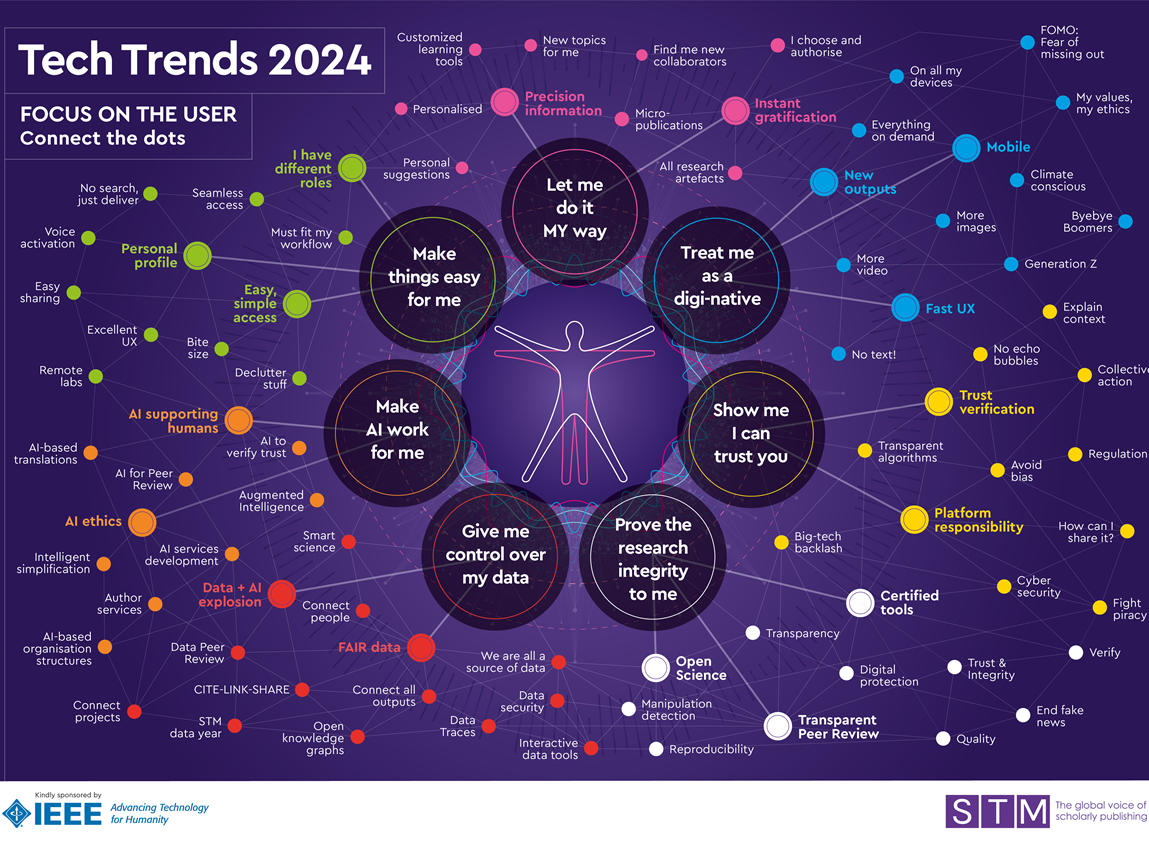 Tech Trends 2024
FOCUS ON THE USER
Connect the dots
Customized
learning
tools
New topics
for me
Find me new
collaborators
I choose and
authorise
Personalised
Precision
information
Micro-
publications
Instant
gratification
Personal
suggestions
All research
artefacts
FOMO:
Fear of
missing out
On all my
devices
My values,
my ethics
Everything
on demand
Mobile
New
outputs
Climate
conscious
More
images
Byebye
Boomers
More
video
Generation Z
Fast UX
No text!
I have
different
roles
No search,
just deliver
Seamless
access
Must fit my
workflow
Voice
activation
Personal
profile
Easy
sharing
Easy,
simple
access
Excellent
UX
Bite
size
Remote
labs
Declutter
stuff
Let me
do it
MY way
Make
things easy
for me
Treat me
as a
digi-native
Make
AI work
for me
Show me
I can
trust you
Give me
control over
my data
Prove the
research
integrity
to me
Explain
context
No echo
bubbles
Collective
action
Trust
verification
Transparent
algorithms
Avoid
bias
Regulation
Platform
responsibility
How can I
share it?
Big-tech
backlash
Cyber
security
Fight
piracy
AI supporting
humans
AI-based
translations
AI to
verify trust
AI for Peer
Review
Augmented
Intelligence
AI ethics
Intelligent
simplification
AI services
development
Author
services
AI-based
organisation
structures
Smart
science
Data + AI
explosion
Connect
people
FAIR data
Data Peer
Review
We are all a
source of data
CITE-LINK-SHARE
Connect all
outputs
Data
security
Connect
projects
STM
data year
Open
knowledge
graphs
Data
Traces
Interactive
data tools
Certified
tools
Transparency
Open
Science
Digital
protection
Trust &
Integrity
Verify
Manipulation
detection
Transparent
Peer Review
End fake
news
Reproducibility
Quality
Kindly sponsored by
IEEE
Advancing Technology
for Humanity
STM
The global voice of
scholarly publishing